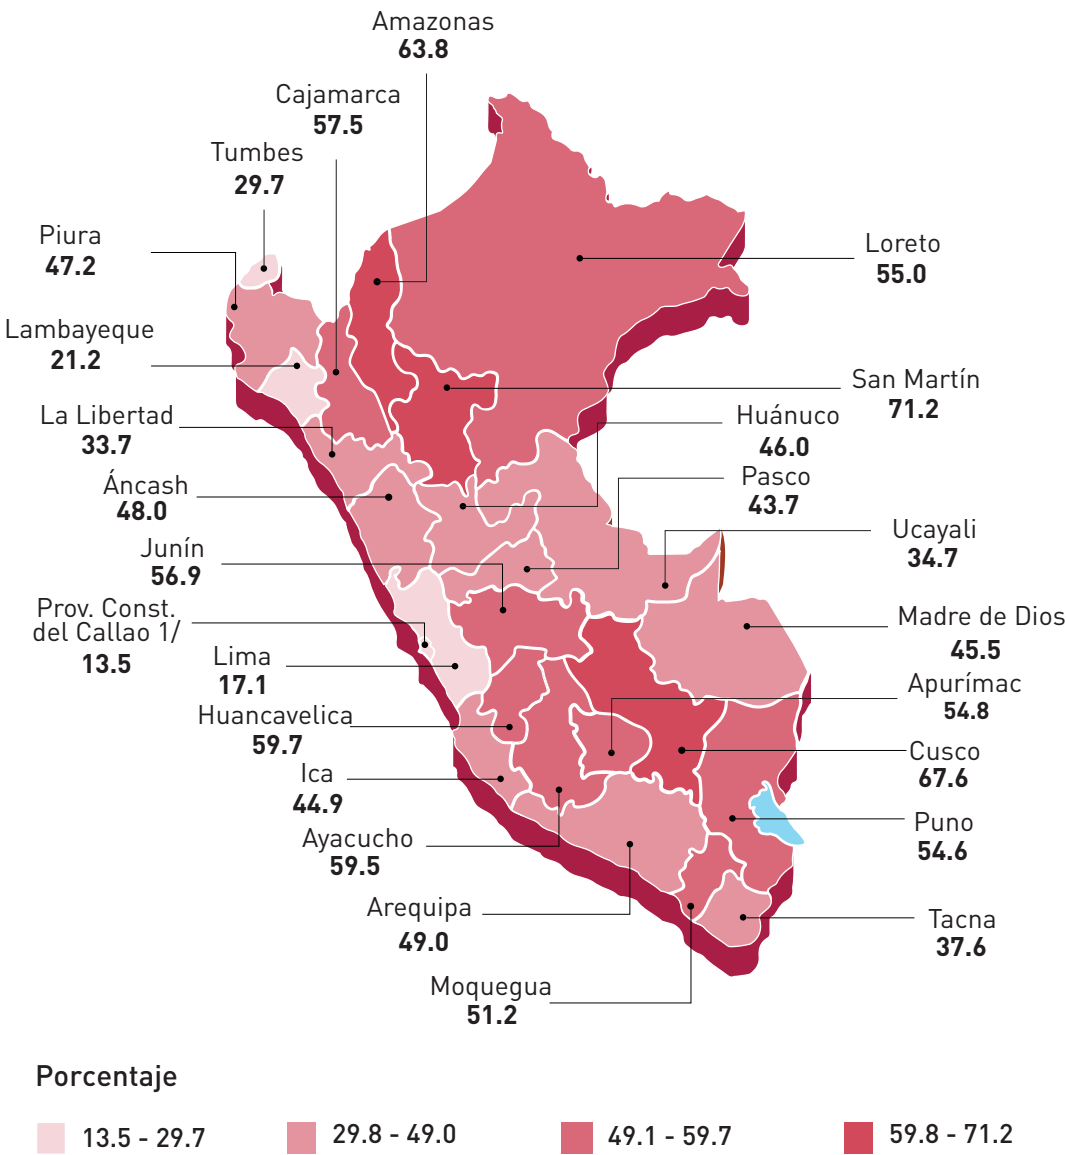 Amazonas
63.8
Cajamarca
57.5
Tumbes
29.7
Piura
47.2
Loreto
55.0
Lambayeque
21.2
San Martín
71.2
La Libertad
33.7
Huánuco
46.0
Áncash
48.0
Pasco
43.7
Junín
56.9
Ucayali
34.7
Prov. Const.
del Callao 1/
13.5
Madre de Dios
45.5
Lima
17.1
Apurímac
54.8
Huancavelica
59.7
Cusco
67.6
Ica
44.9
Puno
54.6
Ayacucho
59.5
Arequipa
49.0
Tacna
37.6
Moquegua
51.2
Porcentaje
13.5 - 29.7
29.8 - 49.0
49.1 - 59.7
59.8 - 71.2